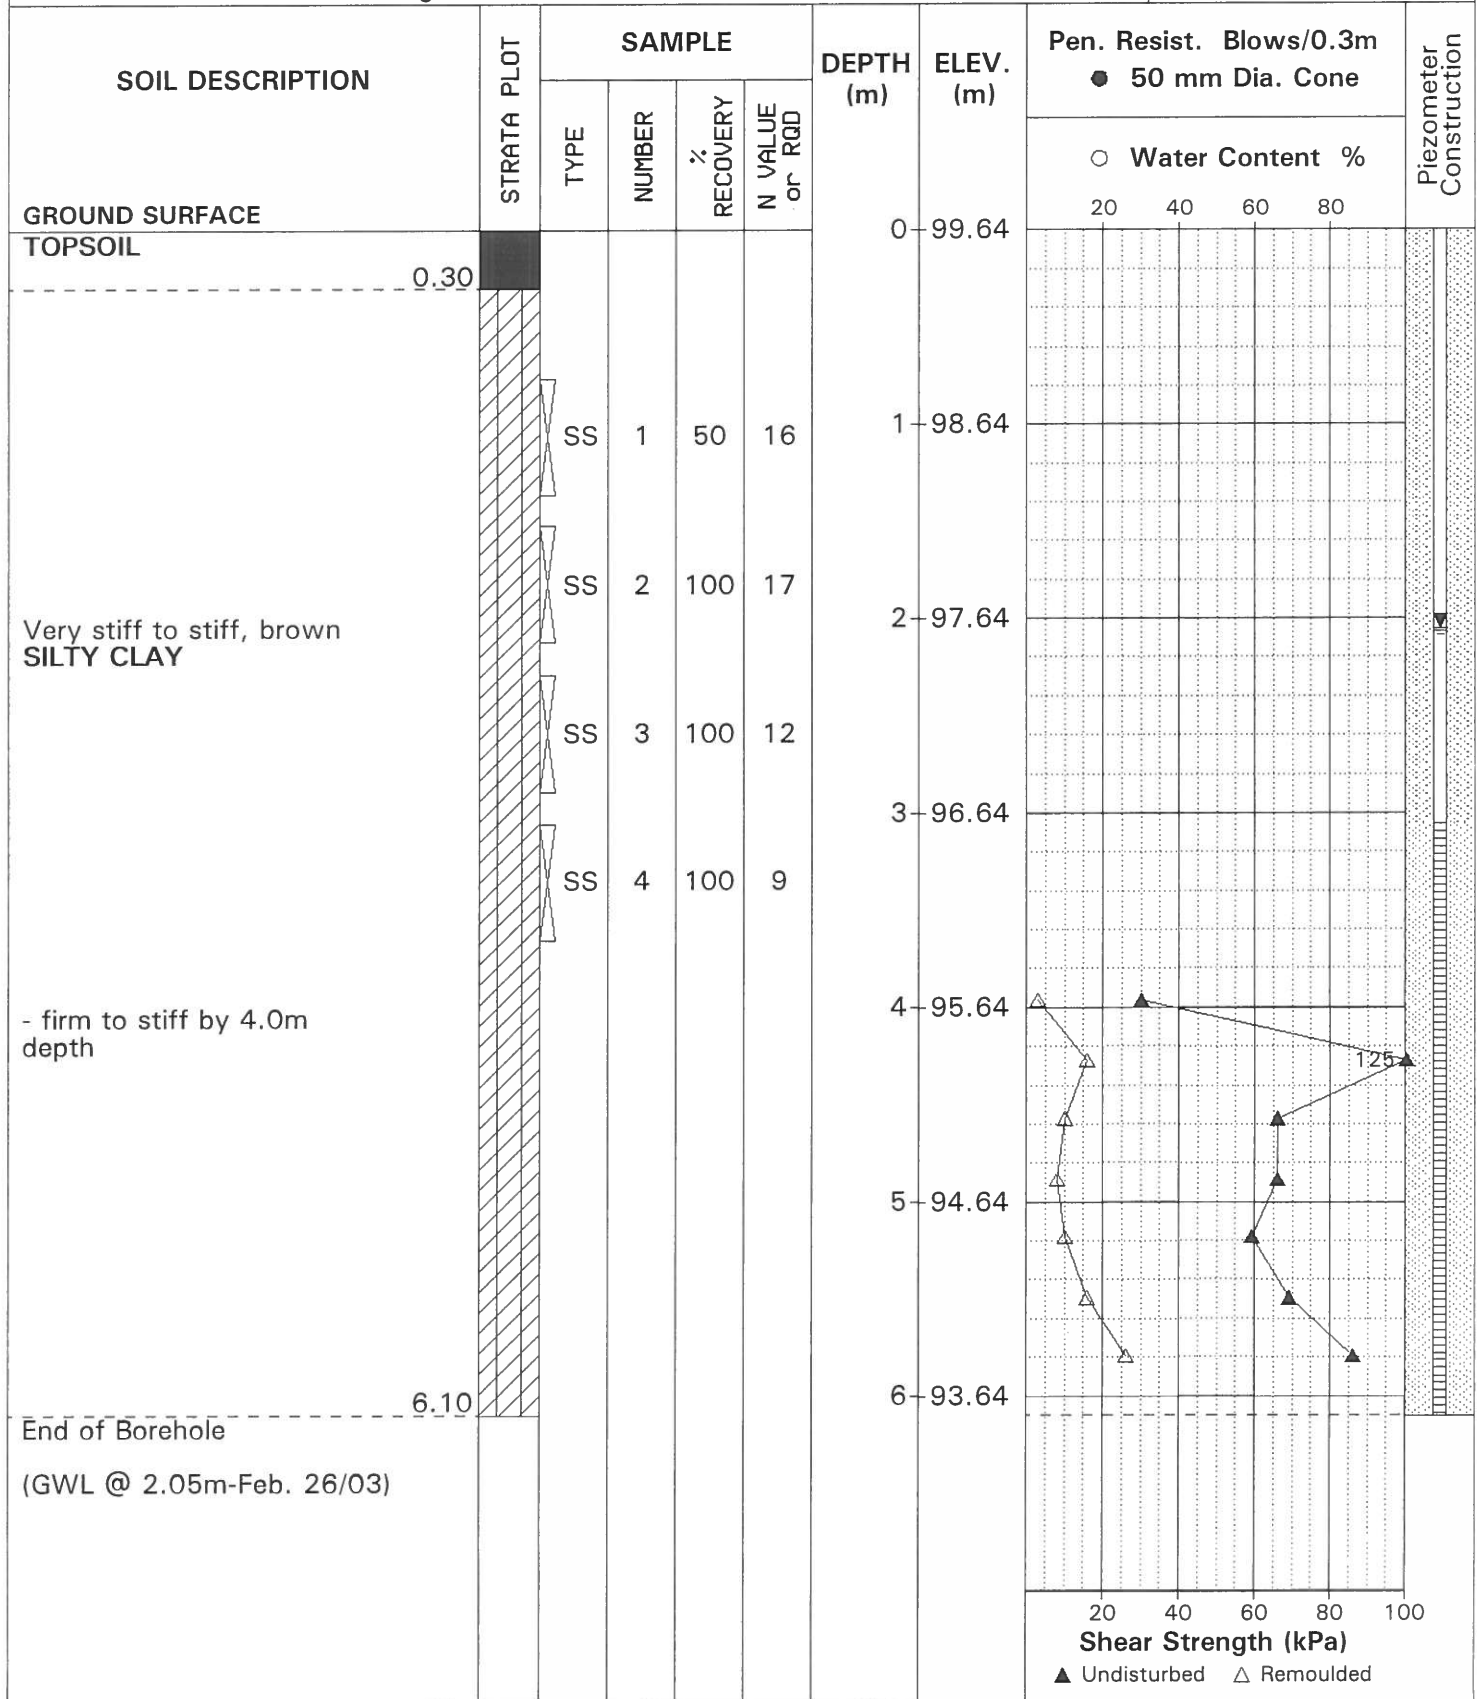 SOIL DESCRIPTION
GROUND SURFACE
STRATA PLOT
SAMPLE
TYPE
NUMBER
%
RECOVERY
N VALUE
or RQD
DEPTH
(m)
ELEV.
(m)
Pen. Resist. Blows/0.3m
● 50 mm Dia. Cone
○ Water Content %
20 40 60 80
Piezometer
Construction
TOPSOIL
0.30
0 99.64
SS 1 50 16
1 98.64
SS 2 100 17
2 97.64
Very stiff to stiff, brown
SILTY CLAY
SS 3 100 12
3 96.64
SS 4 100 9
4 95.64
- firm to stiff by 4.0m
depth
125
5 94.64
6 93.64
6.10
End of Borehole
(GWL @ 2.05m-Feb. 26/03)
20 40 60 80 100
Shear Strength (kPa)
▲ Undisturbed △ Remoulded